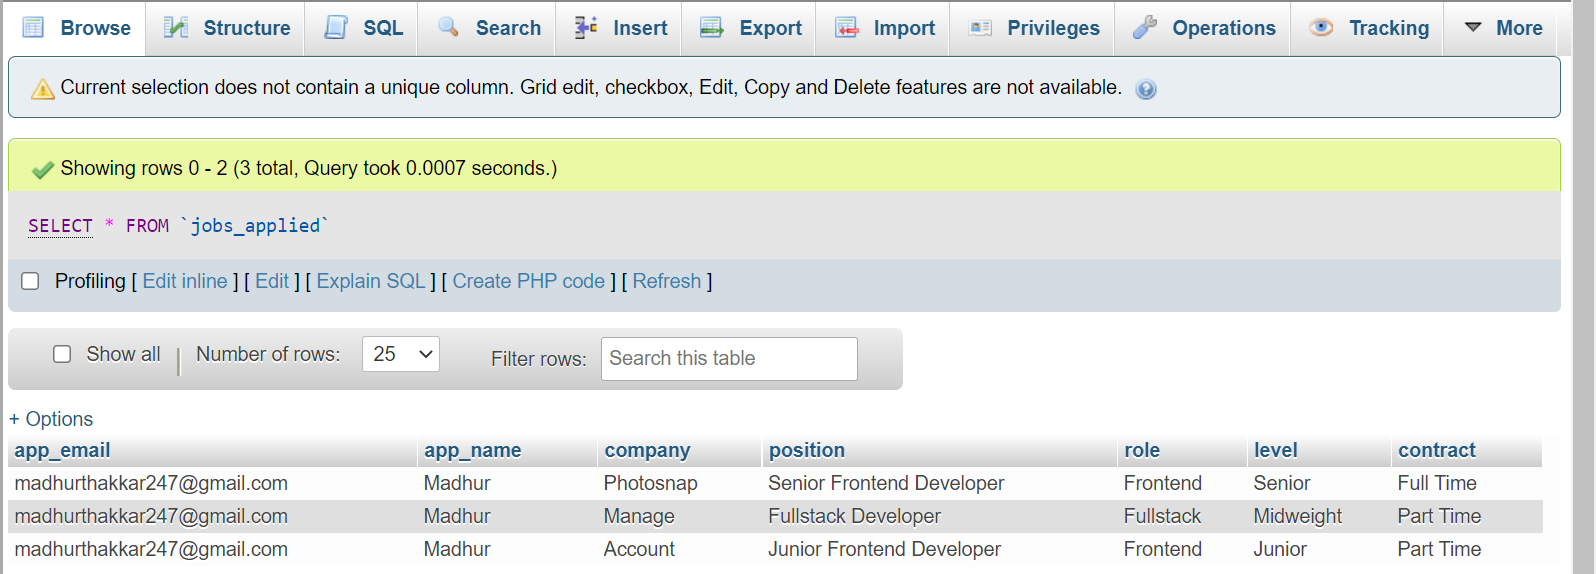 Browse Structure SQL Search Insert Export Import Privileges Operations Tracking More
Current selection does not contain a unique column. Grid edit, checkbox, Edit, Copy and Delete features are not available.
Showing rows 0 - 2 (3 total, Query took 0.0007 seconds.)
SELECT * FROM `jobs_applied`
Profiling [ Edit inline ] [ Edit ] [ Explain SQL ] [ Create PHP code ] [ Refresh ]
Show all Number of rows: 25 Filter rows: Search this table
+ Options
app_email app_name company position role level contract
madhurthakkar247@gmail.com Madhur Photosnap Senior Frontend Developer Frontend Senior Full Time
madhurthakkar247@gmail.com Madhur Manage Fullstack Developer Fullstack Midweight Part Time
madhurthakkar247@gmail.com Madhur Account Junior Frontend Developer Frontend Junior Part Time